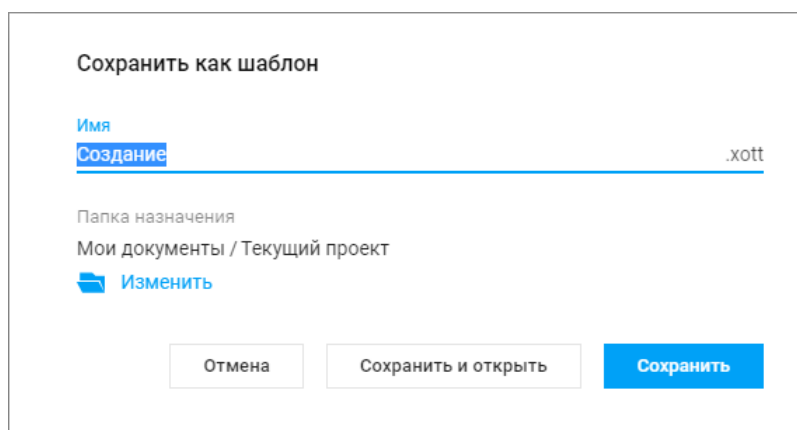 Сохранить как шаблон
Имя
Создание .xott
Папка назначения
Мои документы / Текущий проект
Изменить
Отмена Сохранить и открыть Сохранить